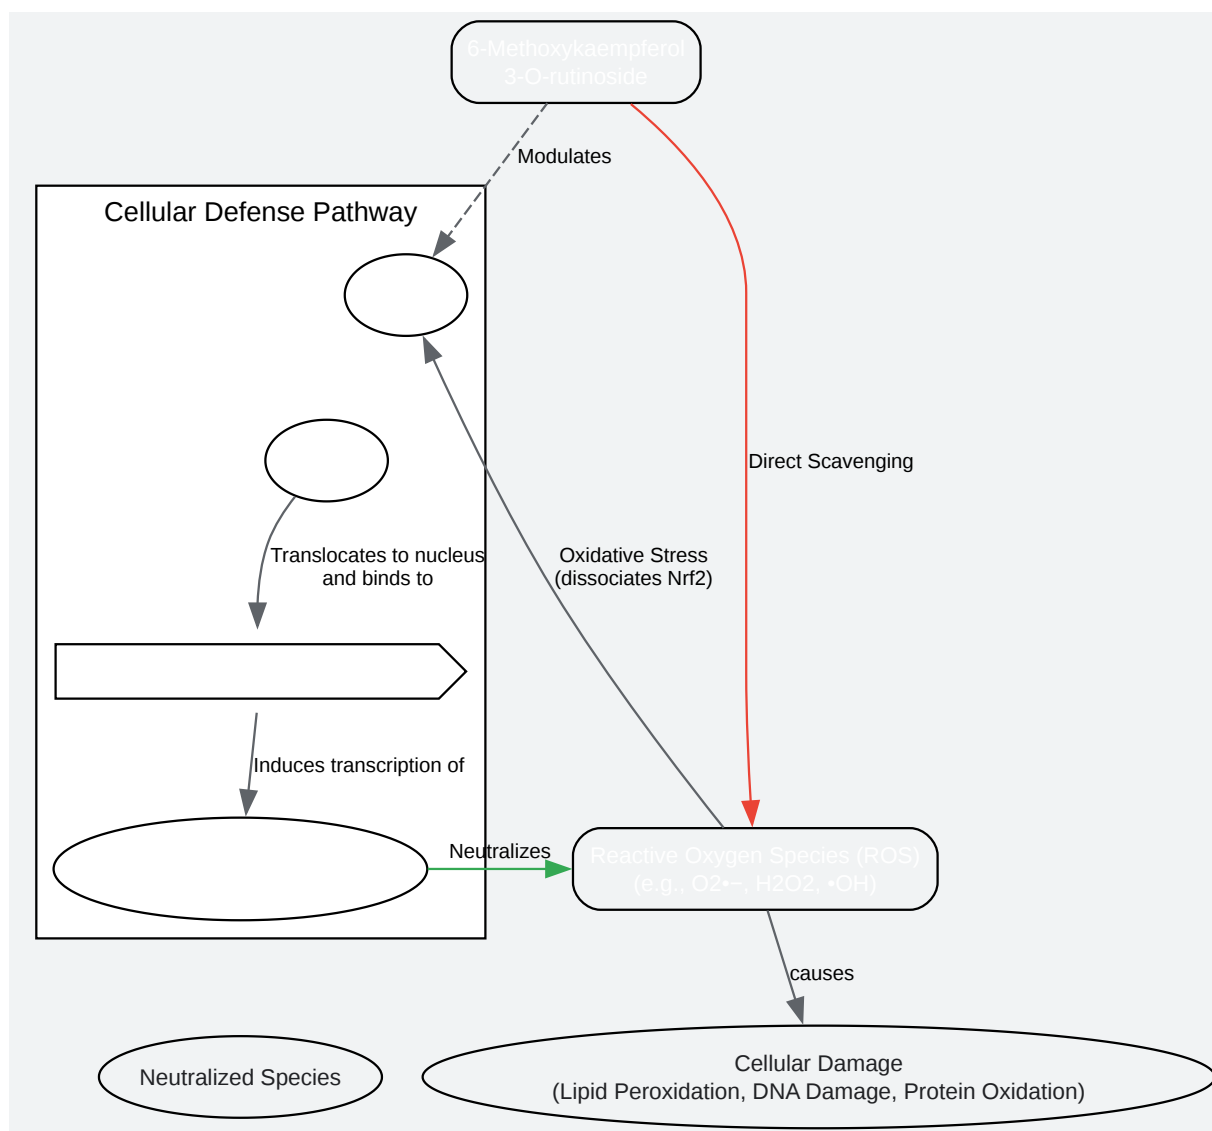 6-Methoxykaempferol
3-O-rutinoside
Modulates
Cellular Defense Pathway
Direct Scavenging
Translocates to nucleus
and binds to
Oxidative Stress
(dissociates Nrf2)
Induces transcription of
Neutralizes
Reactive Oxygen Species (ROS)
(e.g., O2•−, H2O2, •OH)
causes
Neutralized Species
Cellular Damage
(Lipid Peroxidation, DNA Damage, Protein Oxidation)